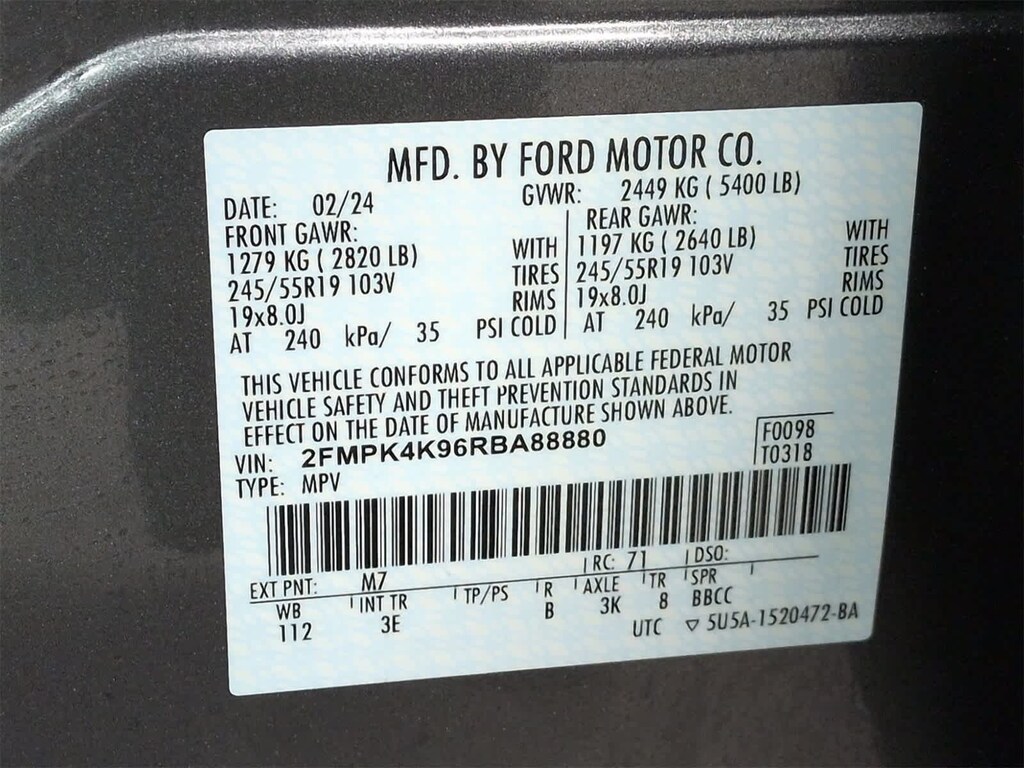 MFD. BY FORD MOTOR CO.
DATE: 02/24 GVWR: 2449 KG ( 5400 LB)
FRONT GAWR: REAR GAWR:
1279 KG ( 2820 LB) WITH 1197 KG ( 2640 LB) WITH
245/55R19 103V TIRES 245/55R19 103V TIRES
19x8.0J RIMS 19x8.0J RIMS
AT 240 kPa/ 35 PSI COLD AT 240 kPa/ 35 PSI COLD
THIS VEHICLE CONFORMS TO ALL APPLICABLE FEDERAL MOTOR
VEHICLE SAFETY AND THEFT PREVENTION STANDARDS IN
EFFECT ON THE DATE OF MANUFACTURE SHOWN ABOVE.
VIN: 2FMPK4K96RBA88880 F0098
TYPE: MPV T0318
EXT PNT: M7 RC: 71 DSO:
WB INT TR TP/PS R AXLE TR SPR
112 3E B 3K 8 BBCC
UTC ▽ 5U5A-1520472-BA